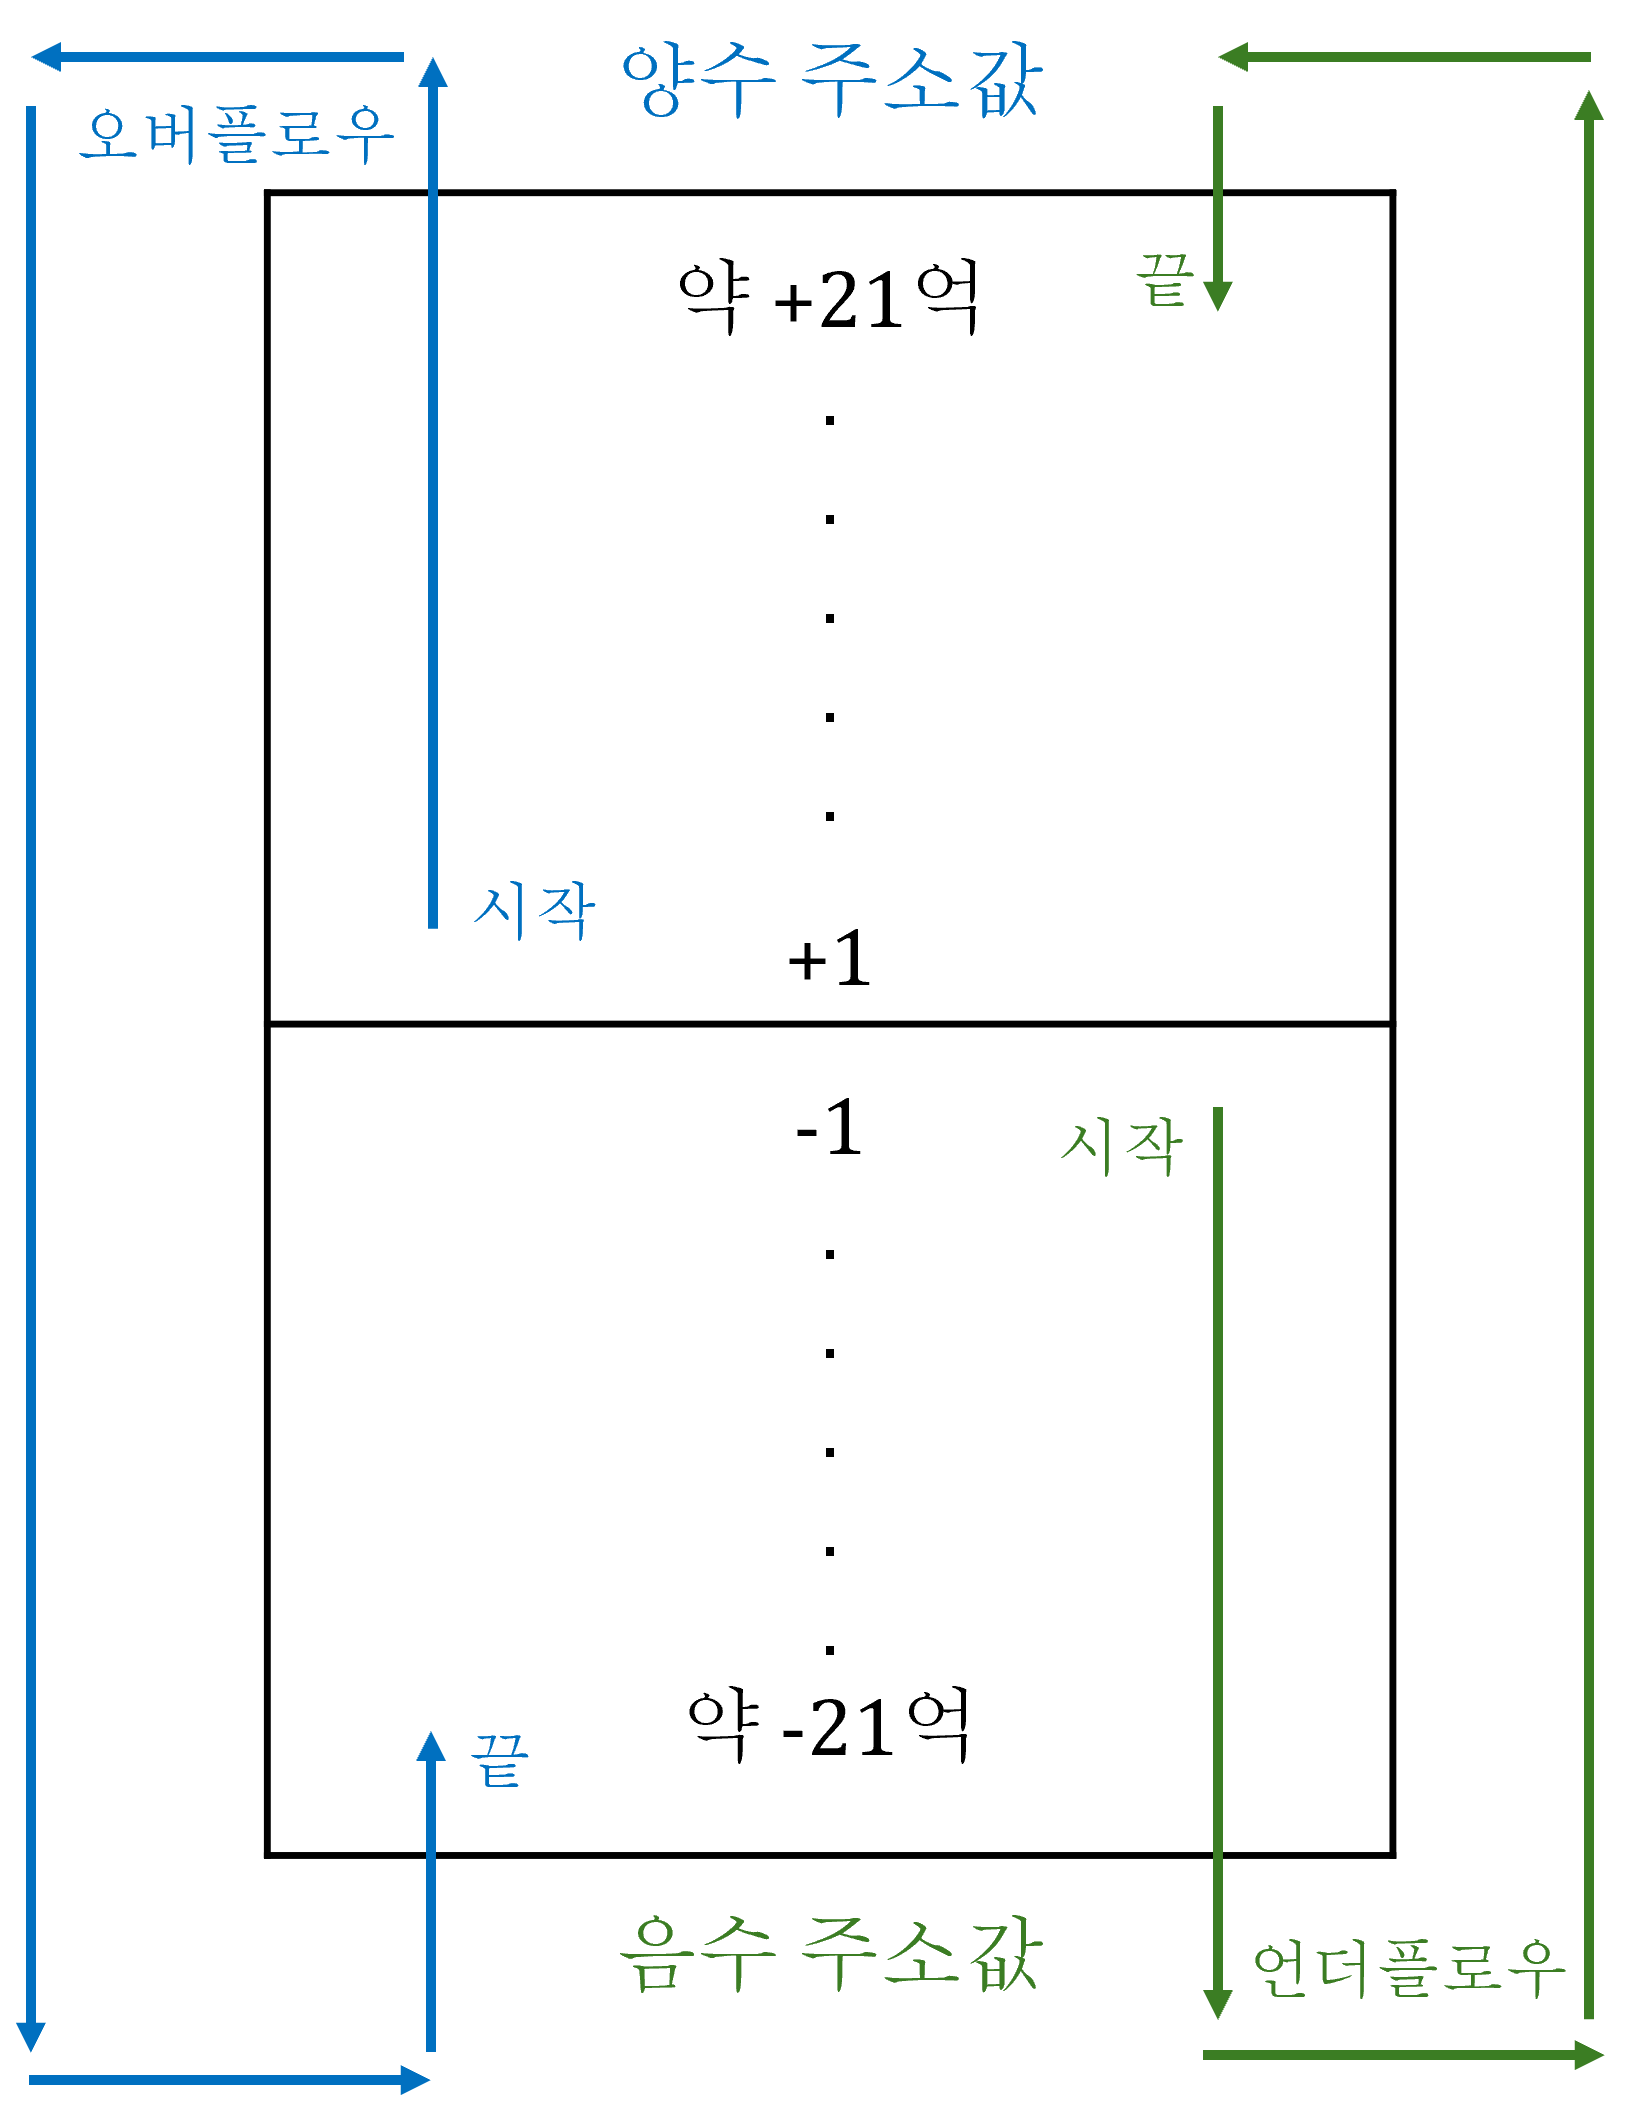 양수 주소값
오버플로우
끝
약 +21억
.
.
.
.
.
시작
+1
-1
시작
.
.
.
.
.
약 -21억
끝
음수 주소값
언더플로우